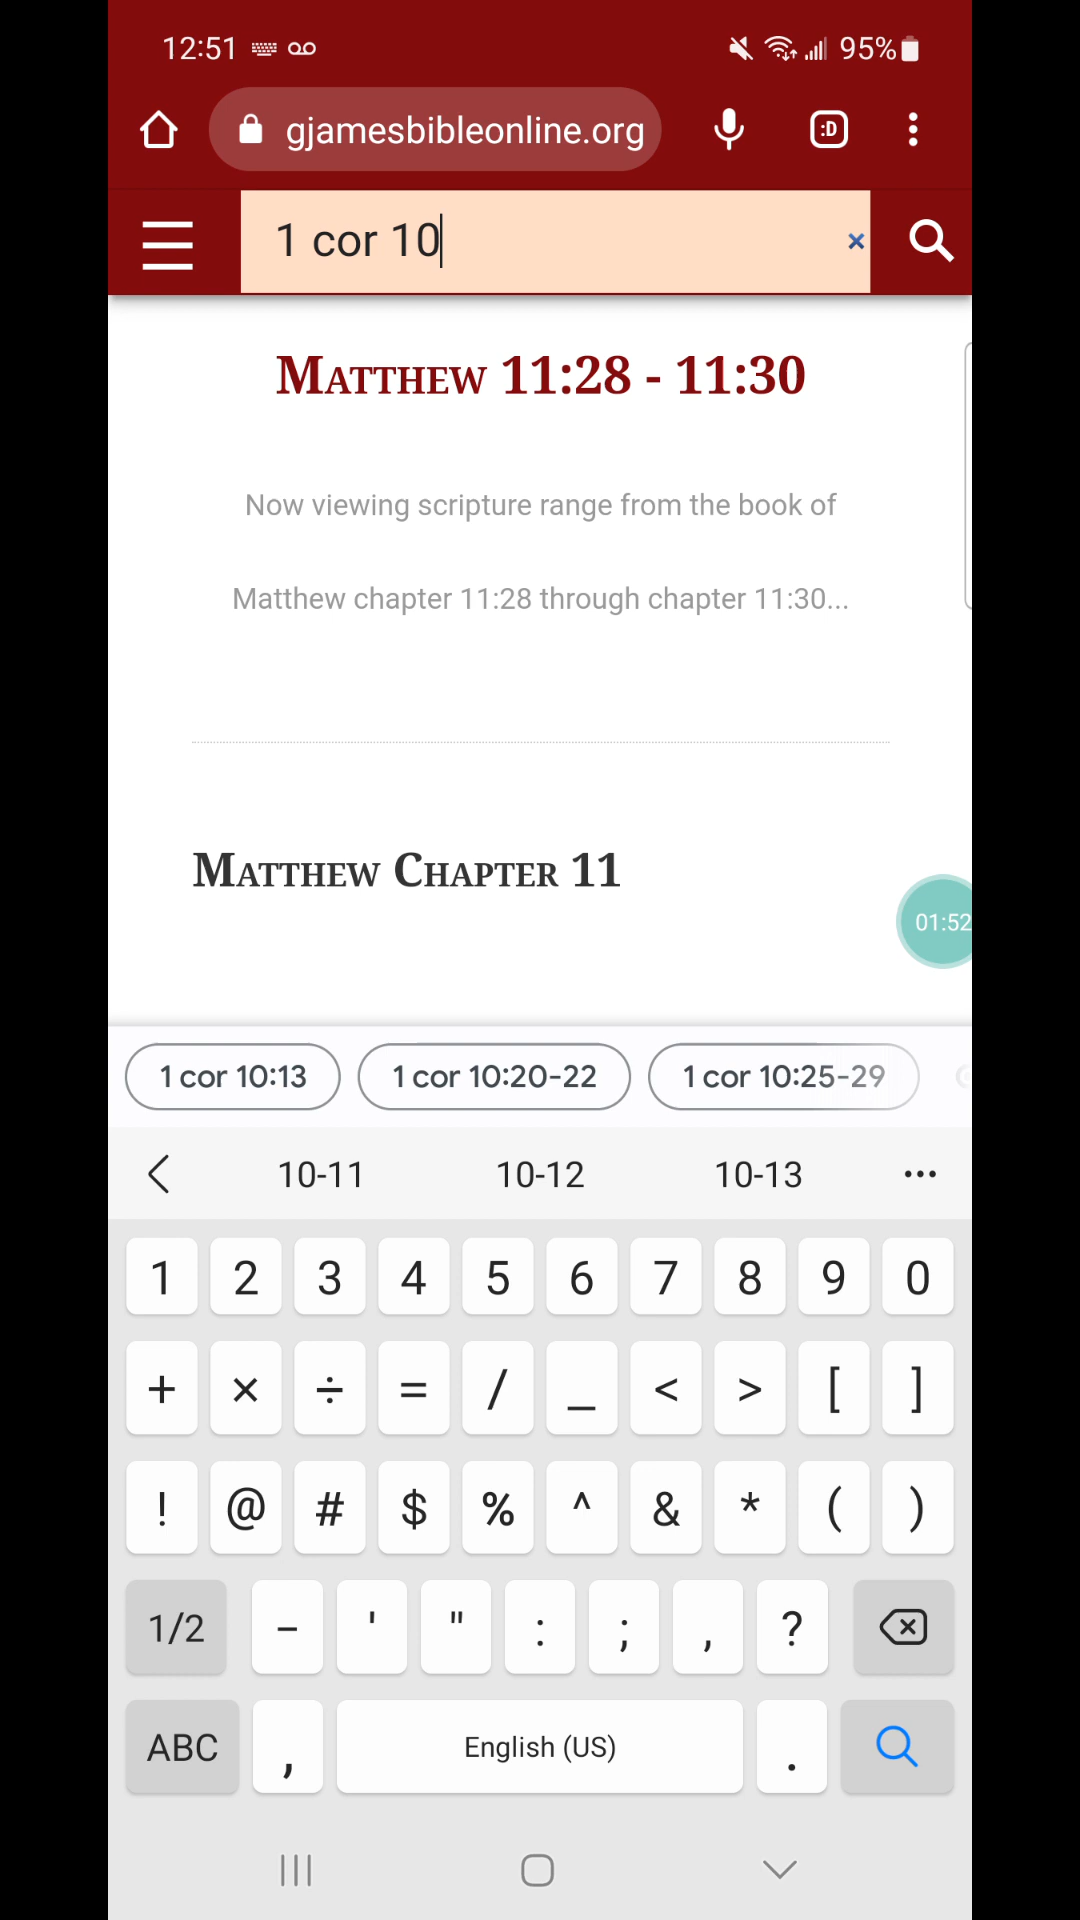 12:51 95%
gjamesbibleonline.org :D
1 cor 10 ×
Matthew 11:28 - 11:30
Now viewing scripture range from the book of
Matthew chapter 11:28 through chapter 11:30...
Matthew Chapter 11
01:52
1 cor 10:13 1 cor 10:20-22 1 cor 10:25-29
10-11 10-12 10-13 ...
1 2 3 4 5 6 7 8 9 0
+ × ÷ = / _ < > [ ]
! @ # $ % ^ & * ( )
1/2 - ' " : ; , ?
ABC , English (US) .